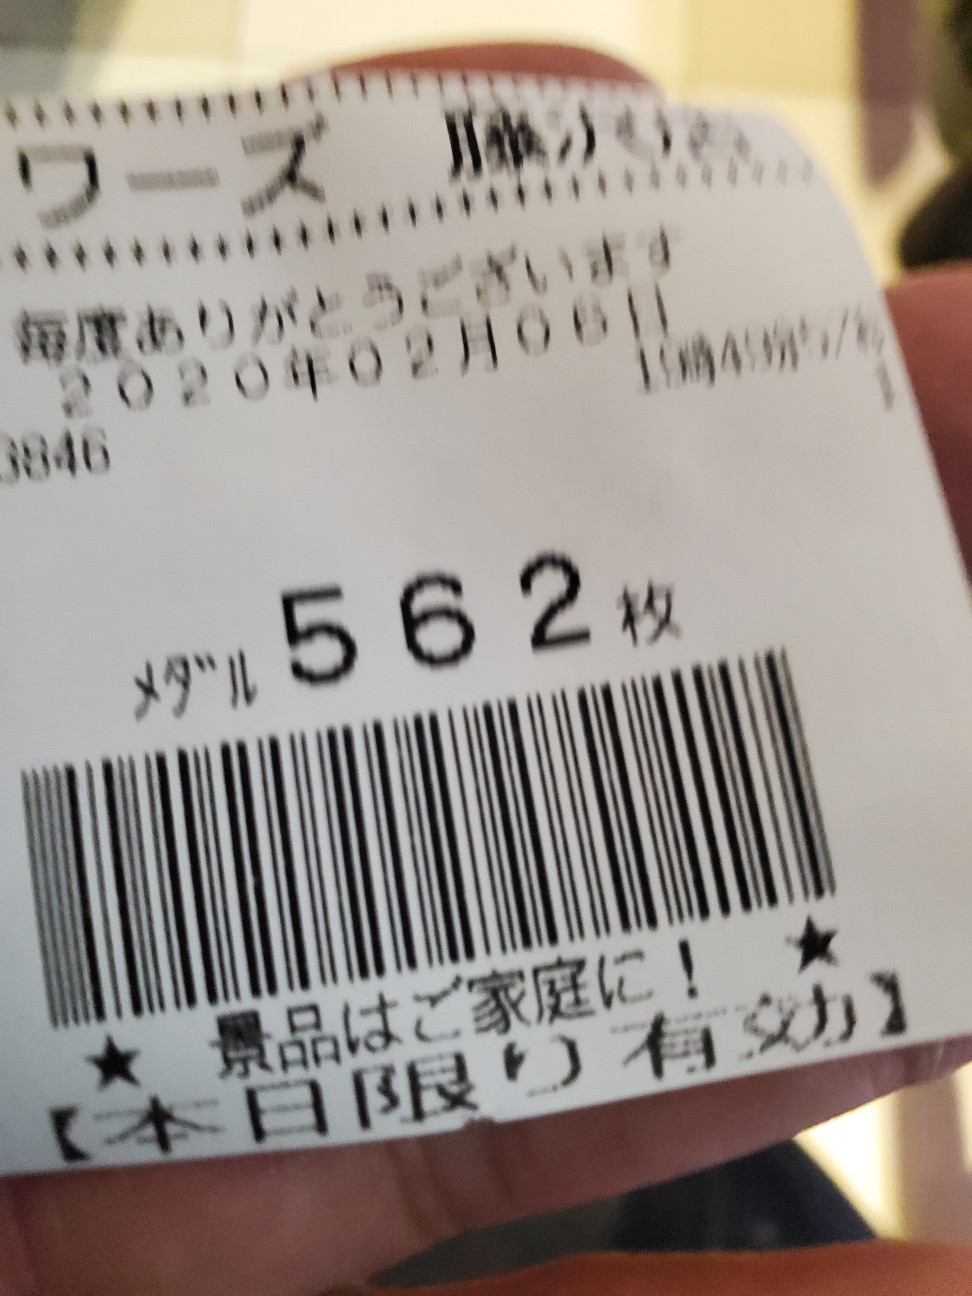 ワーズ
毎度ありがとうございます
2020年02月06日
3846
ﾒﾀﾞﾙ 562枚
★ 景品はご家庭に! ★
【本日限り有効】